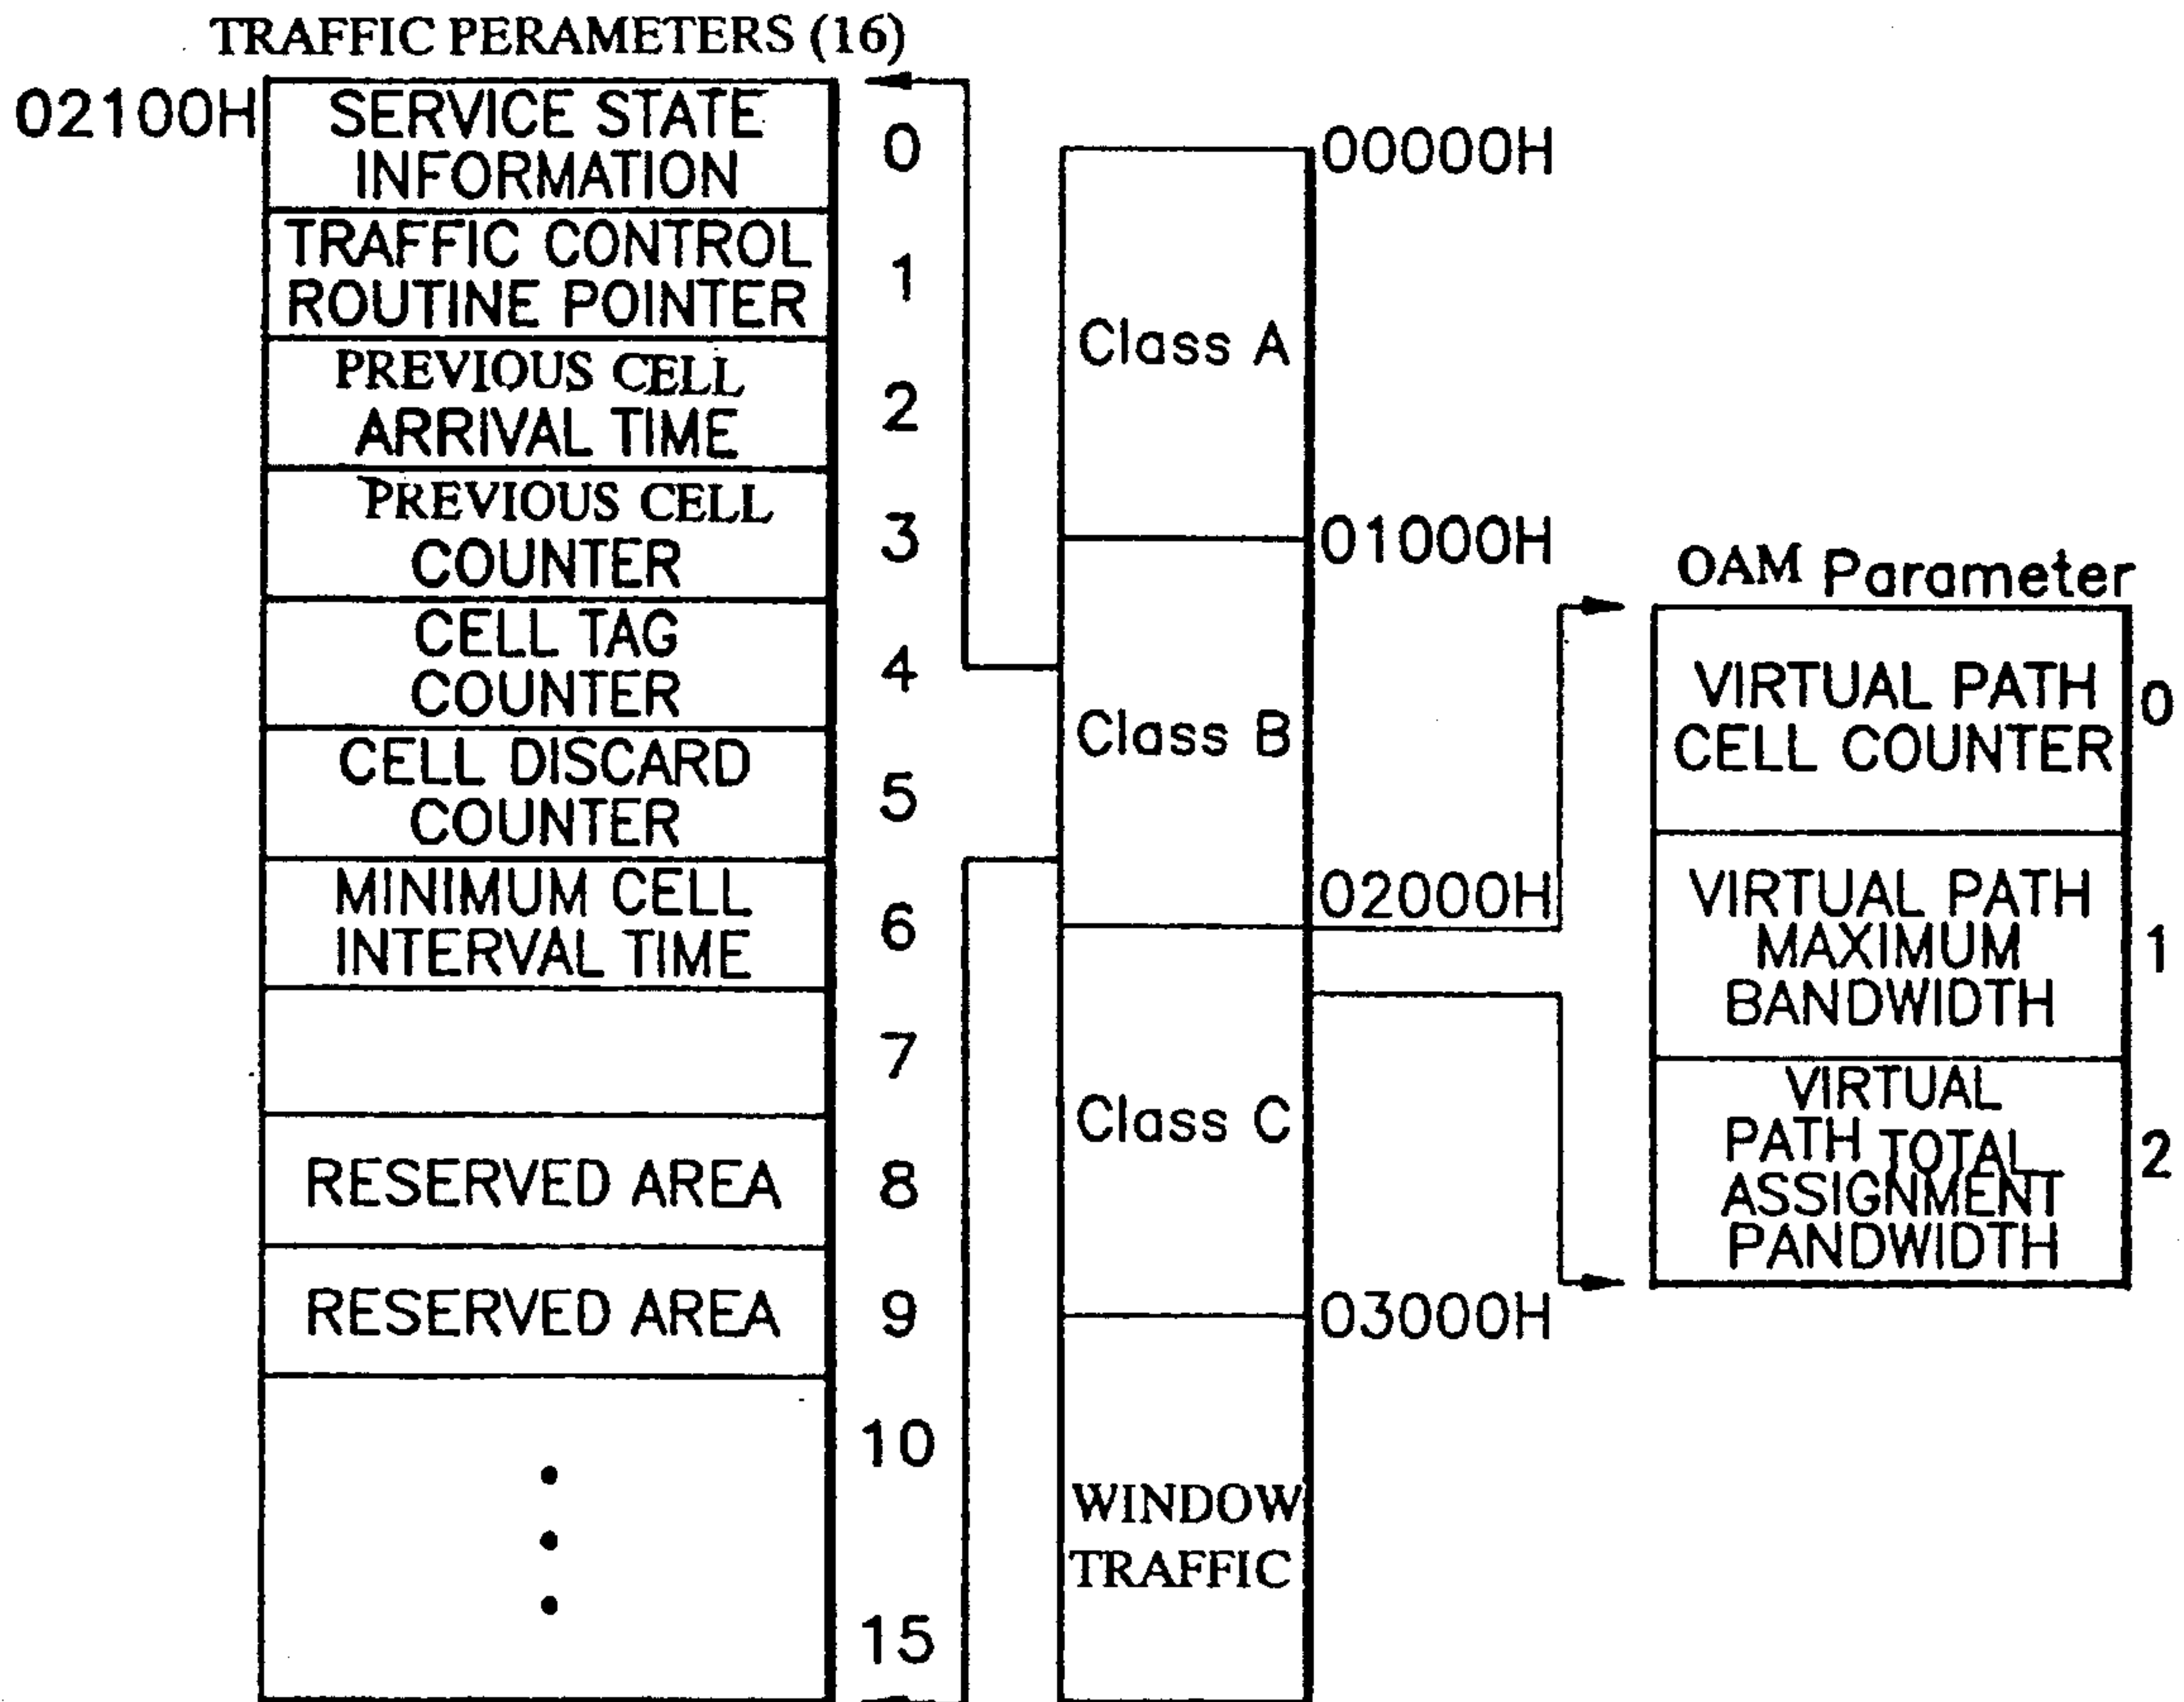 TRAFFIC PERAMETERS (16)
02100H
SERVICE STATE
INFORMATION
0
TRAFFIC CONTROL
ROUTINE POINTER
1
PREVIOUS CELL
ARRIVAL TIME
2
PREVIOUS CELL
COUNTER
3
CELL TAG
COUNTER
4
CELL DISCARD
COUNTER
5
MINIMUM CELL
INTERVAL TIME
6
7
RESERVED AREA
8
RESERVED AREA
9
10
15
00000H
Class A
01000H
Class B
02000H
Class C
03000H
WINDOW
TRAFFIC
OAM Parameter
VIRTUAL PATH
CELL COUNTER
0
VIRTUAL PATH
MAXIMUM
BANDWIDTH
1
VIRTUAL
PATH TOTAL
ASSIGNMENT
PANDWIDTH
2